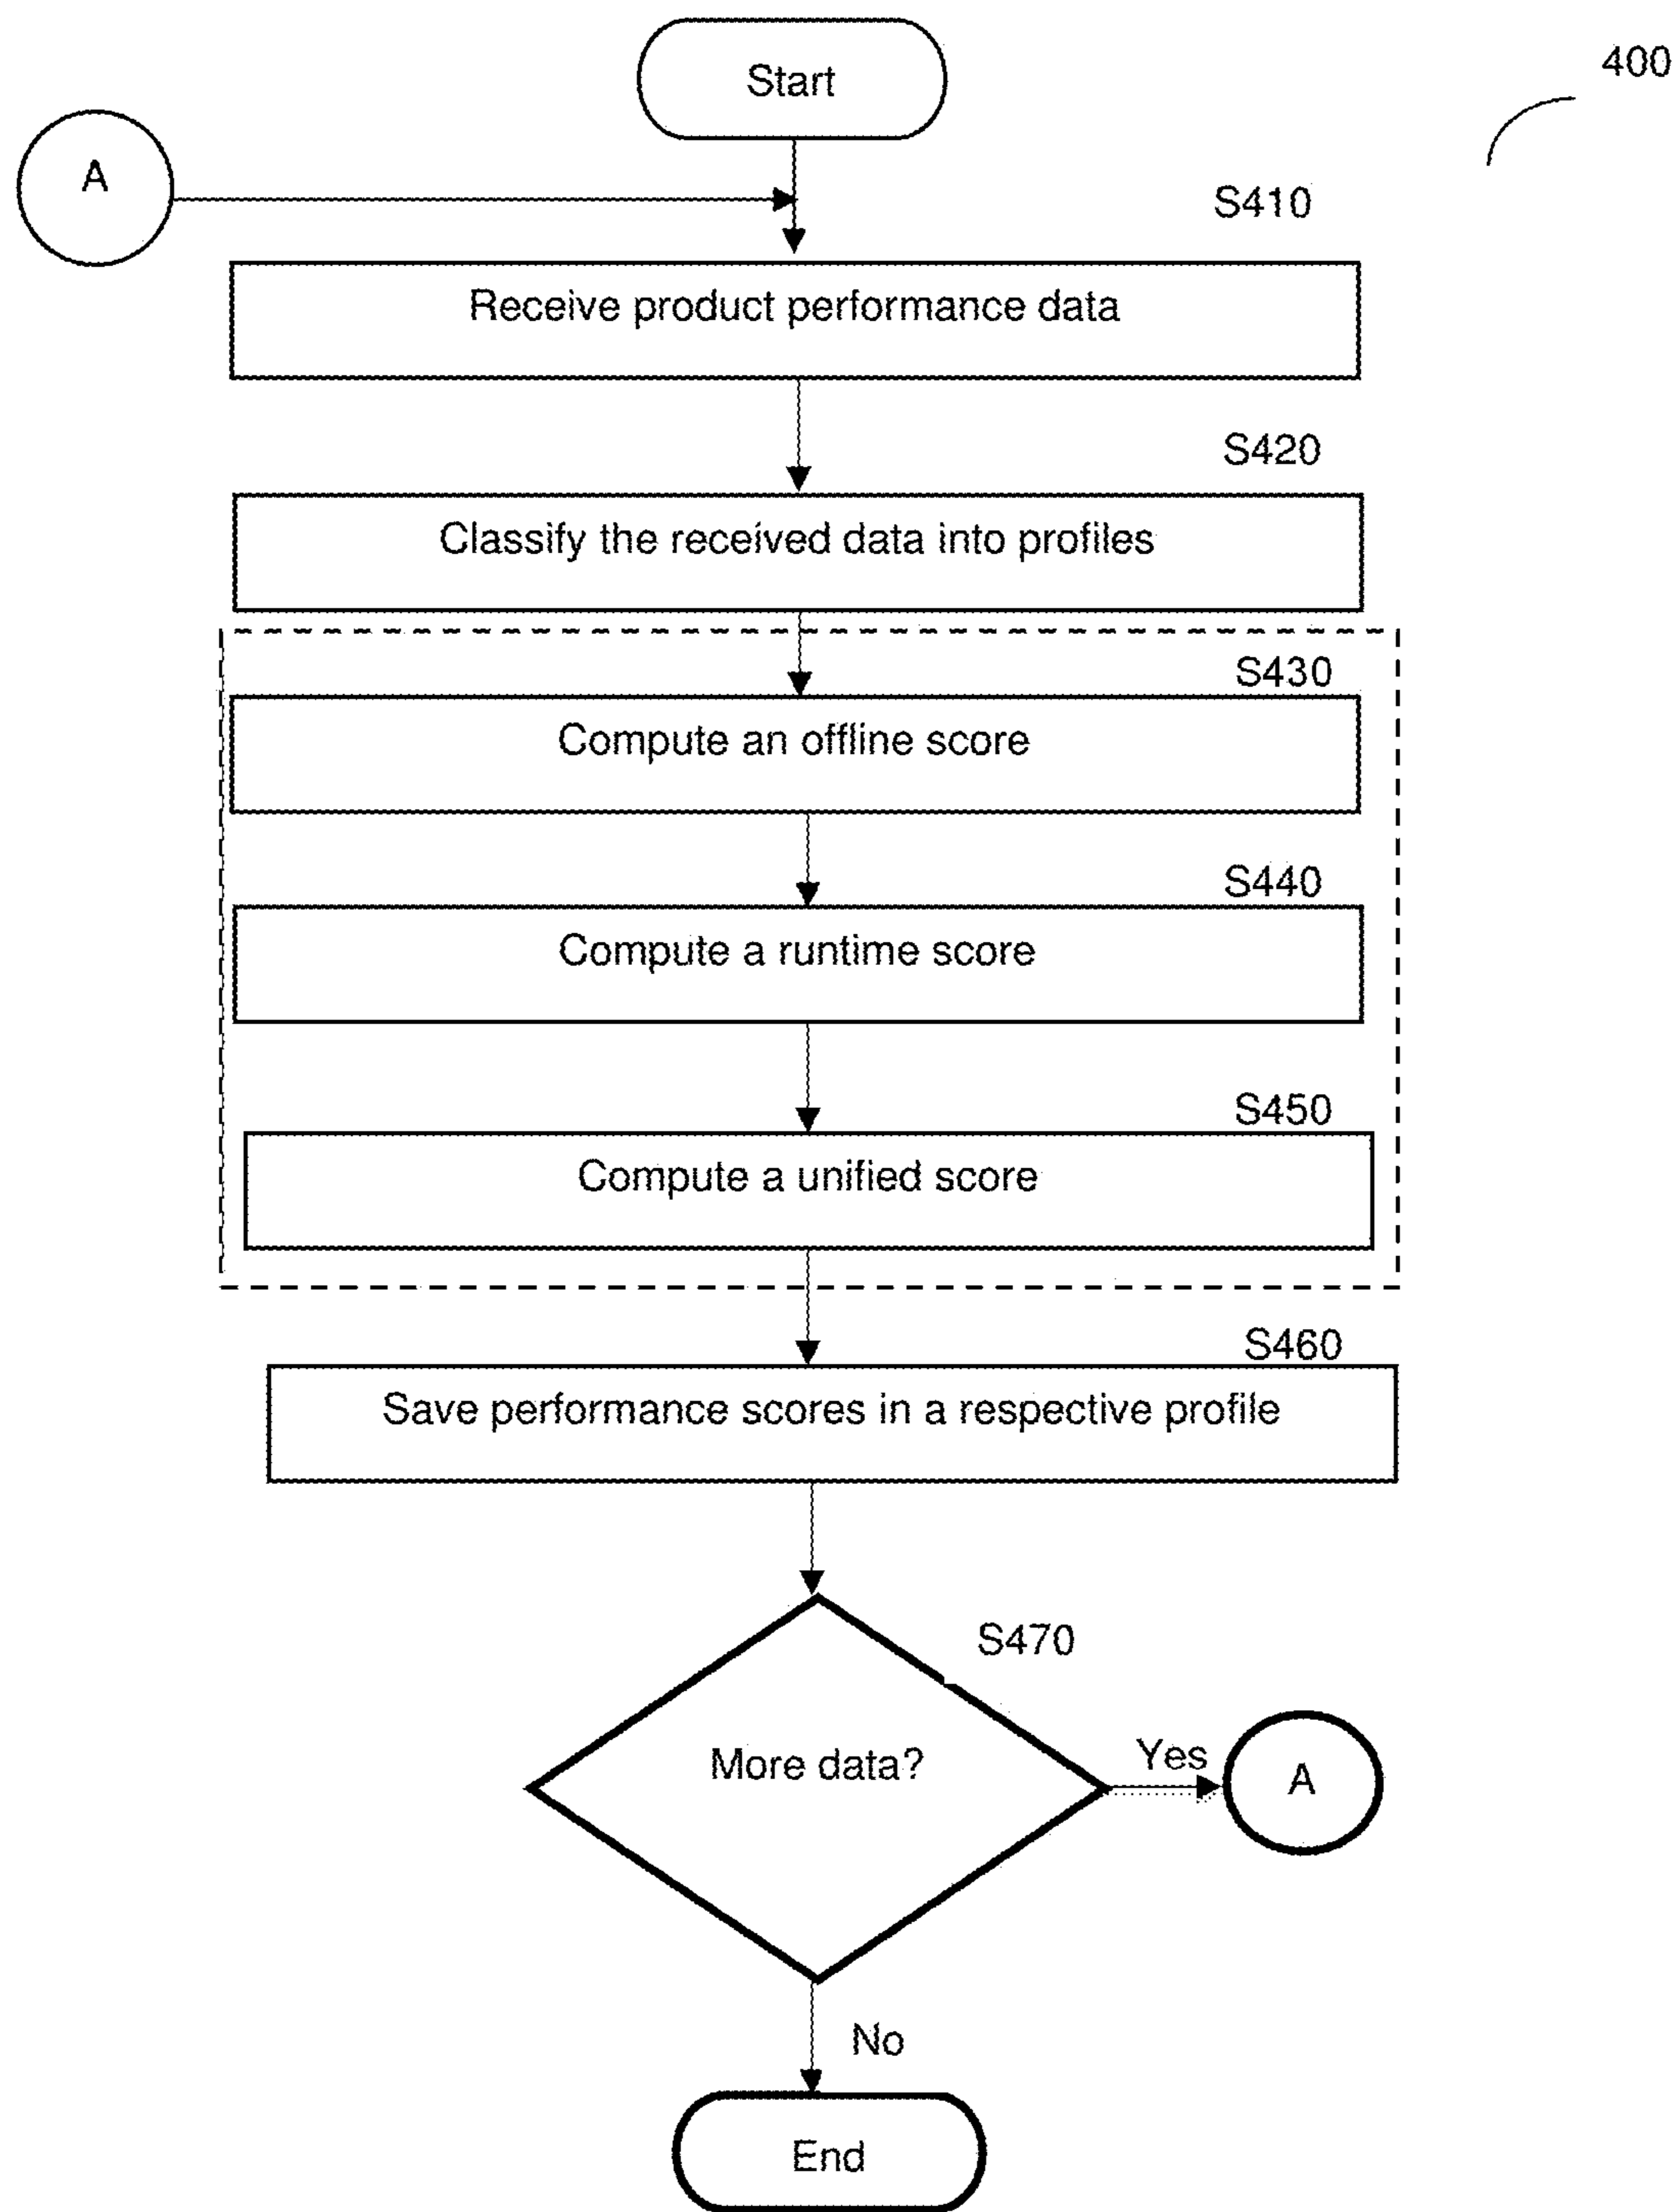 Start
400
A
S410
Receive product performance data
S420
Classify the received data into profiles
S430
Compute an offline score
S440
Compute a runtime score
S450
Compute a unified score
S460
Save performance scores in a respective profile
S470
More data?
Yes
A
No
End